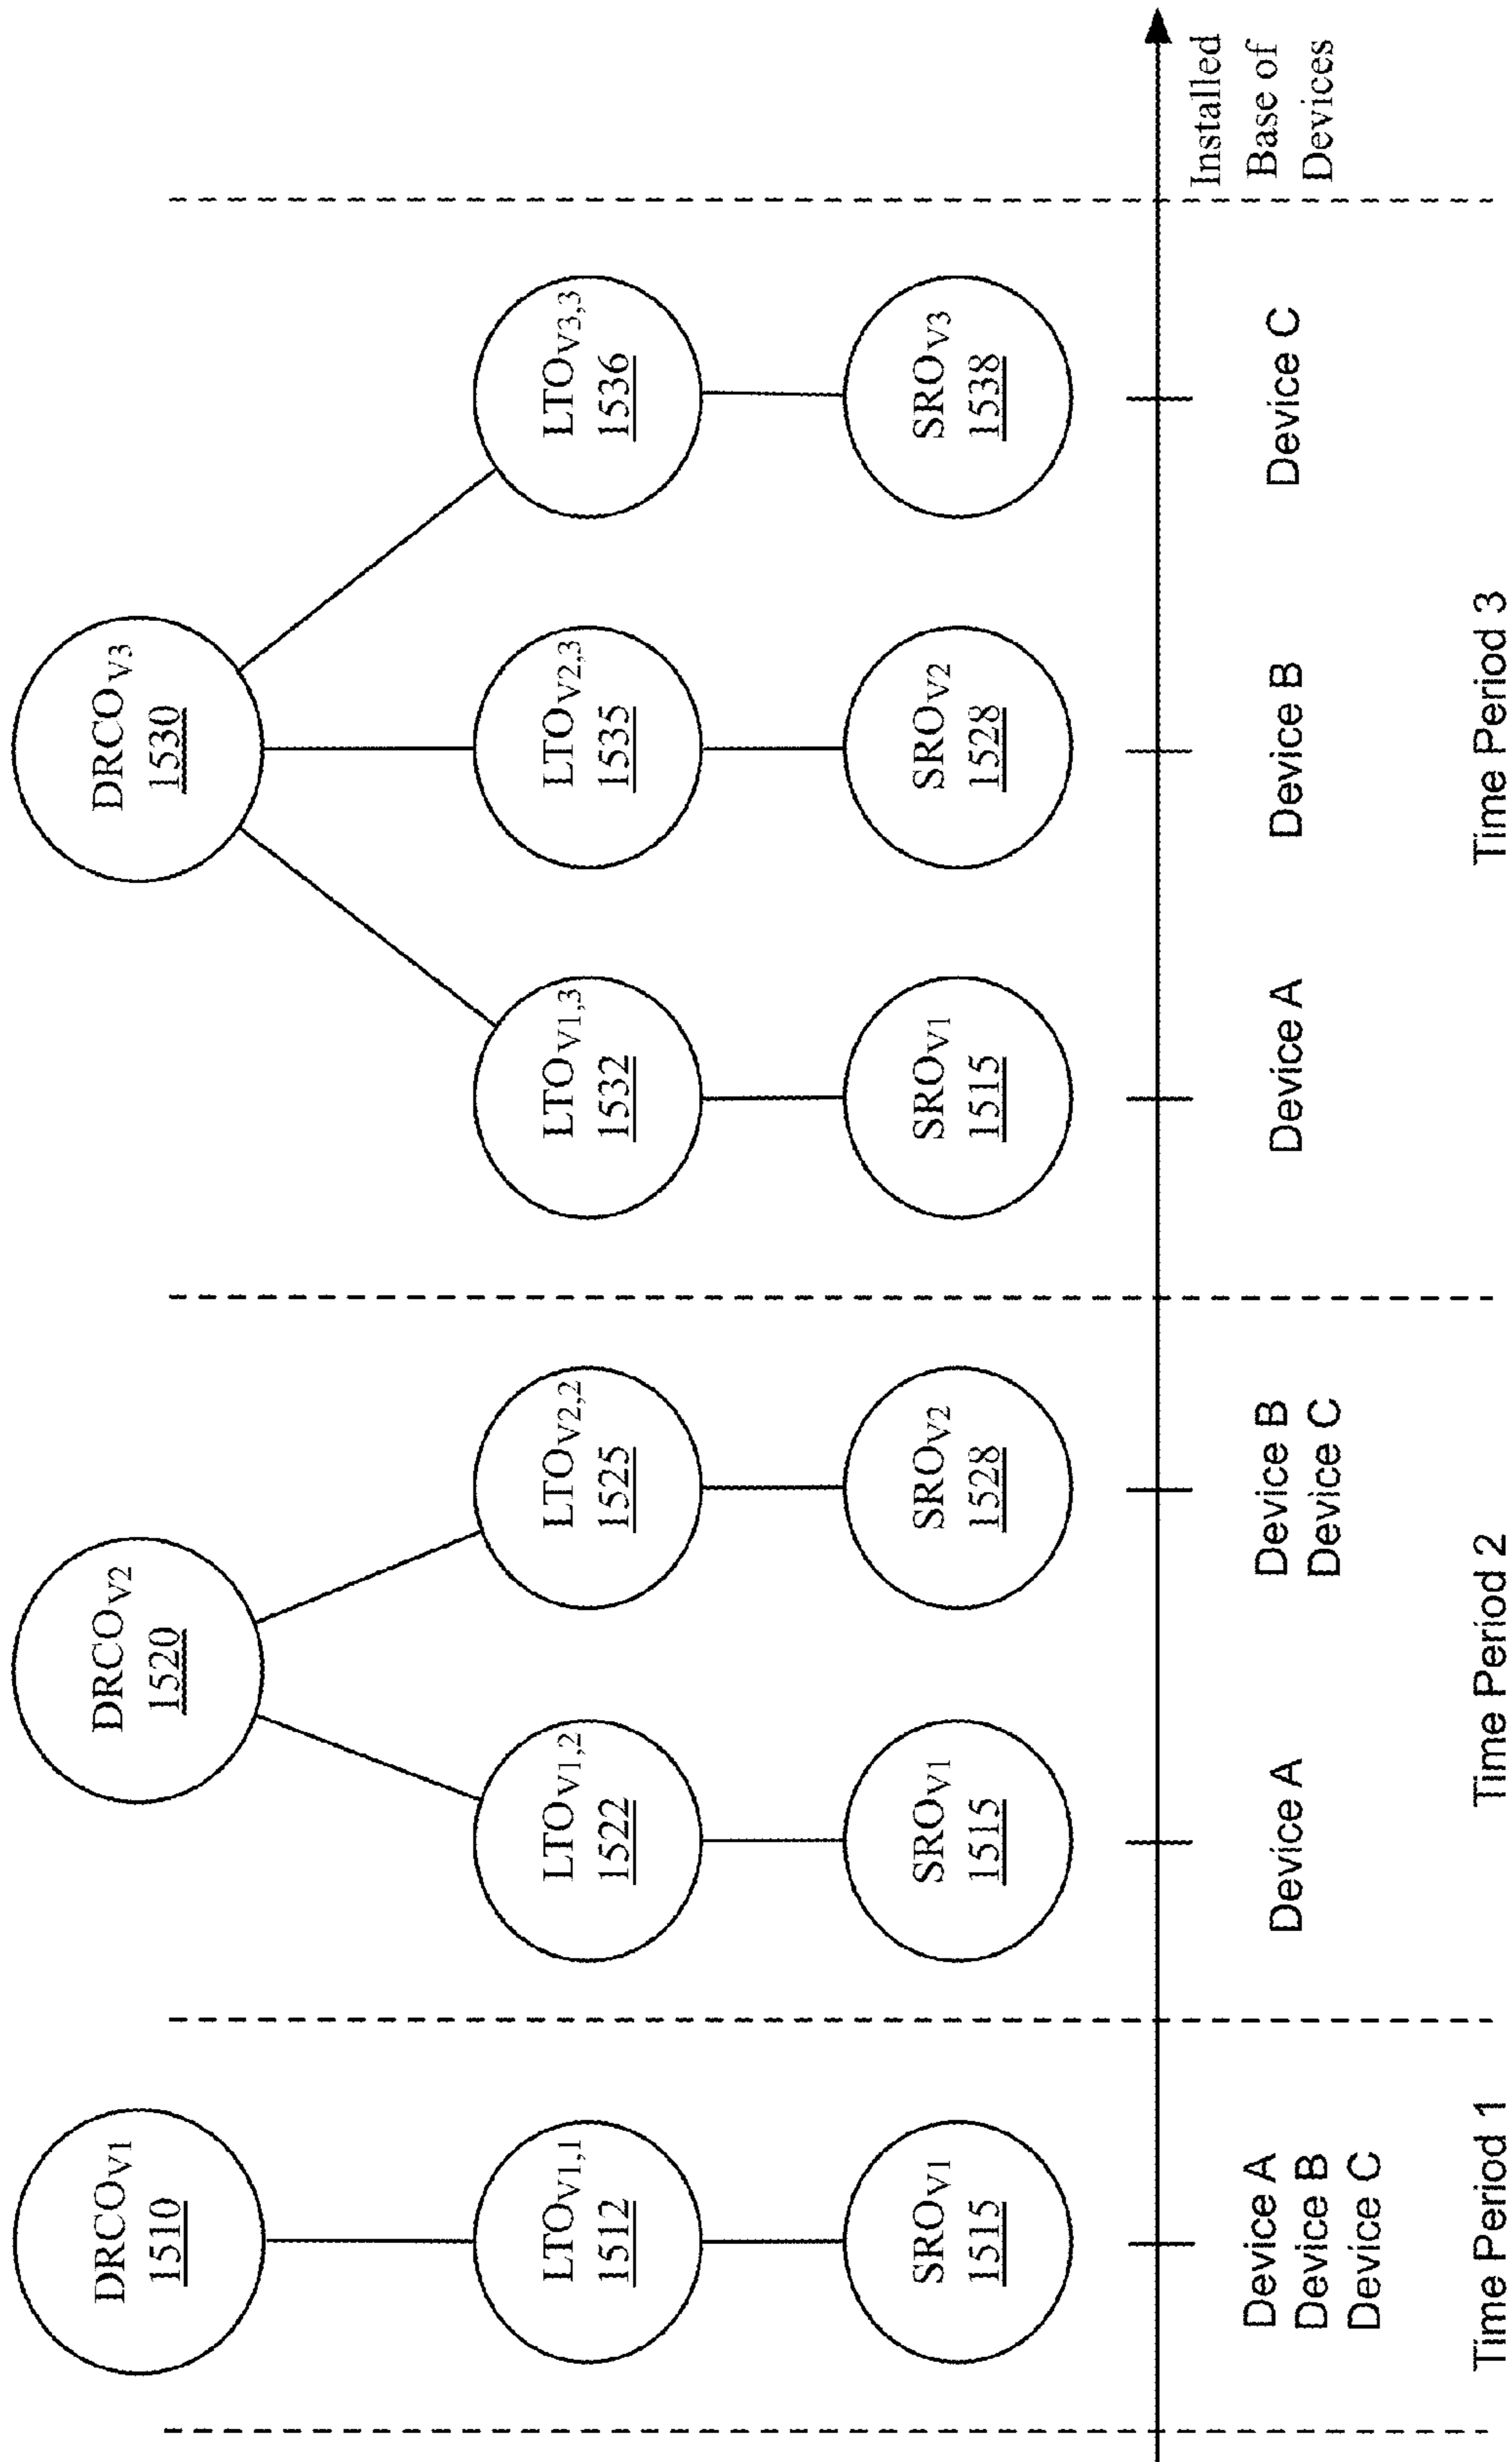 DRCOV1
1510
LTOV1,1
1512
SROV1
1515
Device A
Device B
Device C
Time Period 1
DRCOV2
1520
LTOV1,2
1522
LTOV2,2
1525
SROV1
1515
SROV2
1528
Device A
Device B
Device C
Time Period 2
DRCOV3
1530
LTOV1,3
1532
LTOV2,3
1535
LTOV3,3
1536
SROV1
1515
SROV2
1528
SROV3
1538
Device A
Device B
Device C
Time Period 3
Installed
Base of
Devices